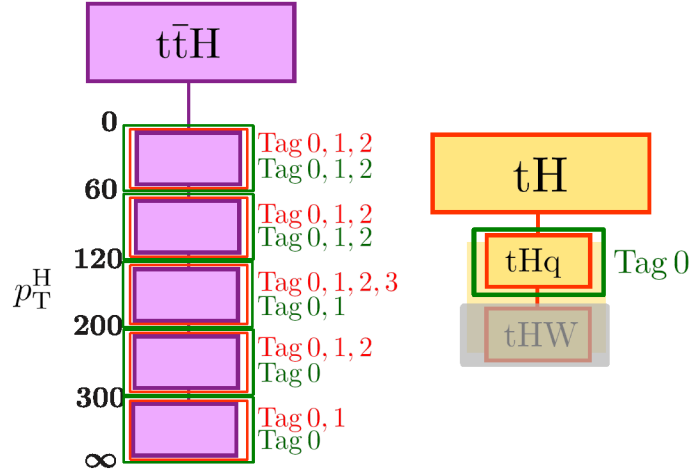 tt̄H
0
Tag 0, 1, 2
Tag 0, 1, 2
60
Tag 0, 1, 2
Tag 0, 1, 2
120
p_T^H
Tag 0, 1, 2, 3
Tag 0, 1
200
Tag 0, 1, 2
Tag 0
300
Tag 0, 1
Tag 0
∞
tH
tHq
Tag 0
tHW